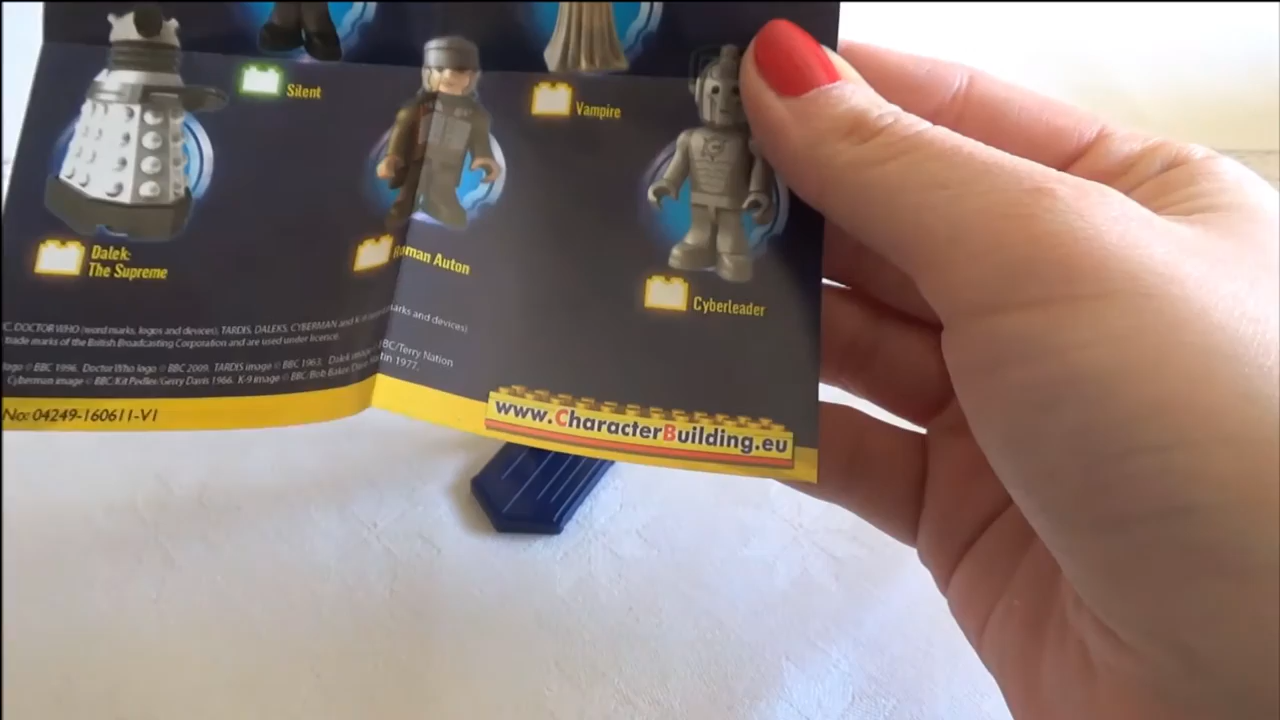 Silent
Vampire
Dalek:
The Supreme
Roman Auton
Cyberleader
C, DOCTOR WHO (word marks, logos and devices), TARDIS, DALEKS, CYBERMAN and K-
marks and devices)
trade marks of the British Broadcasting Corporation and are used under licence.
logo © BBC 1996. Doctor Who logo © BBC 2009. TARDIS image © BBC 1963. Dalek image
BC/Terry Nation
Cyberman image © BBC/Kit Pedler/Gerry Davis 1966. K-9 image © BBC/Bob Baker/Dave
tin 1977.
No: 04249-160611-V1
www.CharacterBuilding.eu